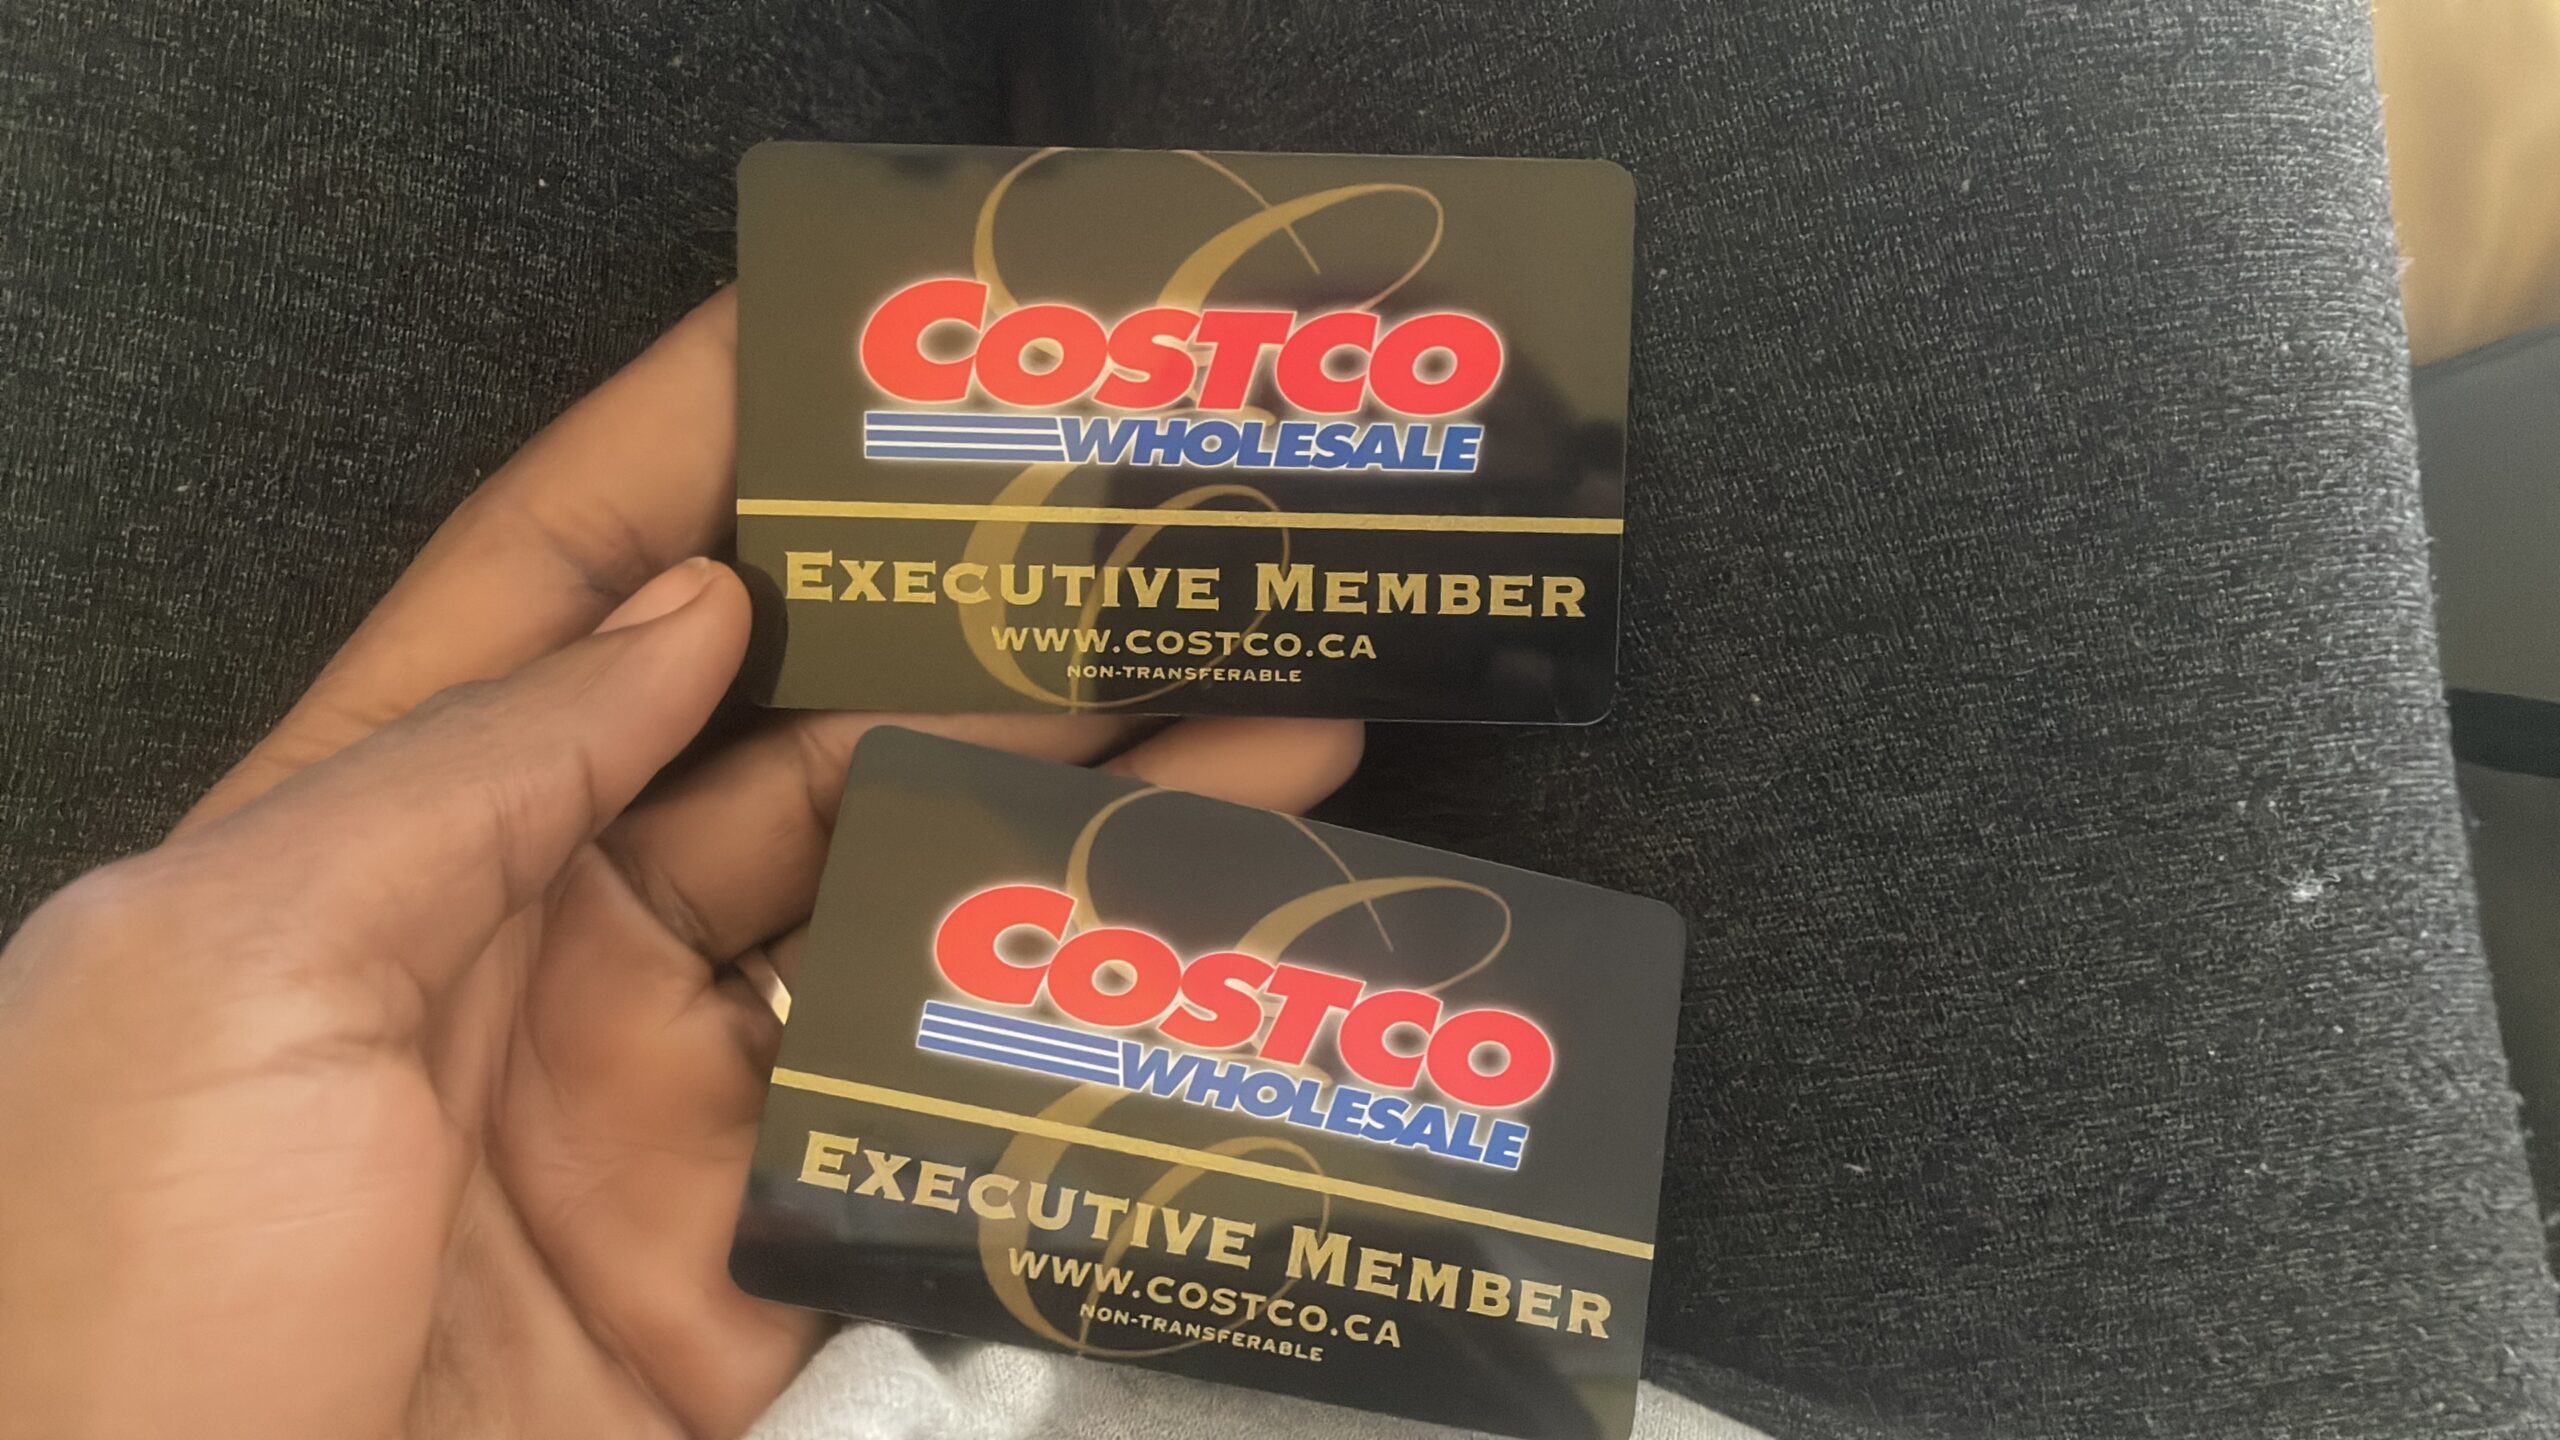 COSTCO
WHOLESALE
EXECUTIVE MEMBER
WWW.COSTCO.CA
NON-TRANSFERABLE
COSTCO
WHOLESALE
EXECUTIVE MEMBER
WWW.COSTCO.CA
NON-TRANSFERABLE